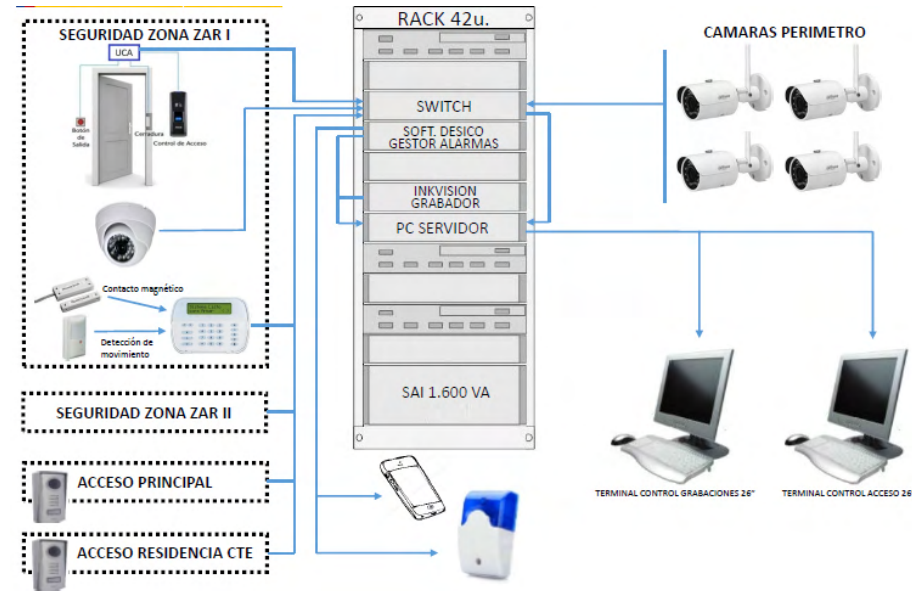 SEGURIDAD ZONA ZAR I
UCA
Botón
de
Salida
Cerradura
Control de Acceso
Contacto magnético
Detección de
movimiento
SEGURIDAD ZONA ZAR II
ACCESO PRINCIPAL
ACCESO RESIDENCIA CTE
RACK 42u.
SWITCH
SOFT. DESICO
GESTOR ALARMAS
INKVISION
GRABADOR
PC SERVIDOR
SAI 1.600 VA
CAMARAS PERIMETRO
TERMINAL CONTROL GRABACIONES 26"
TERMINAL CONTROL ACCESO 26